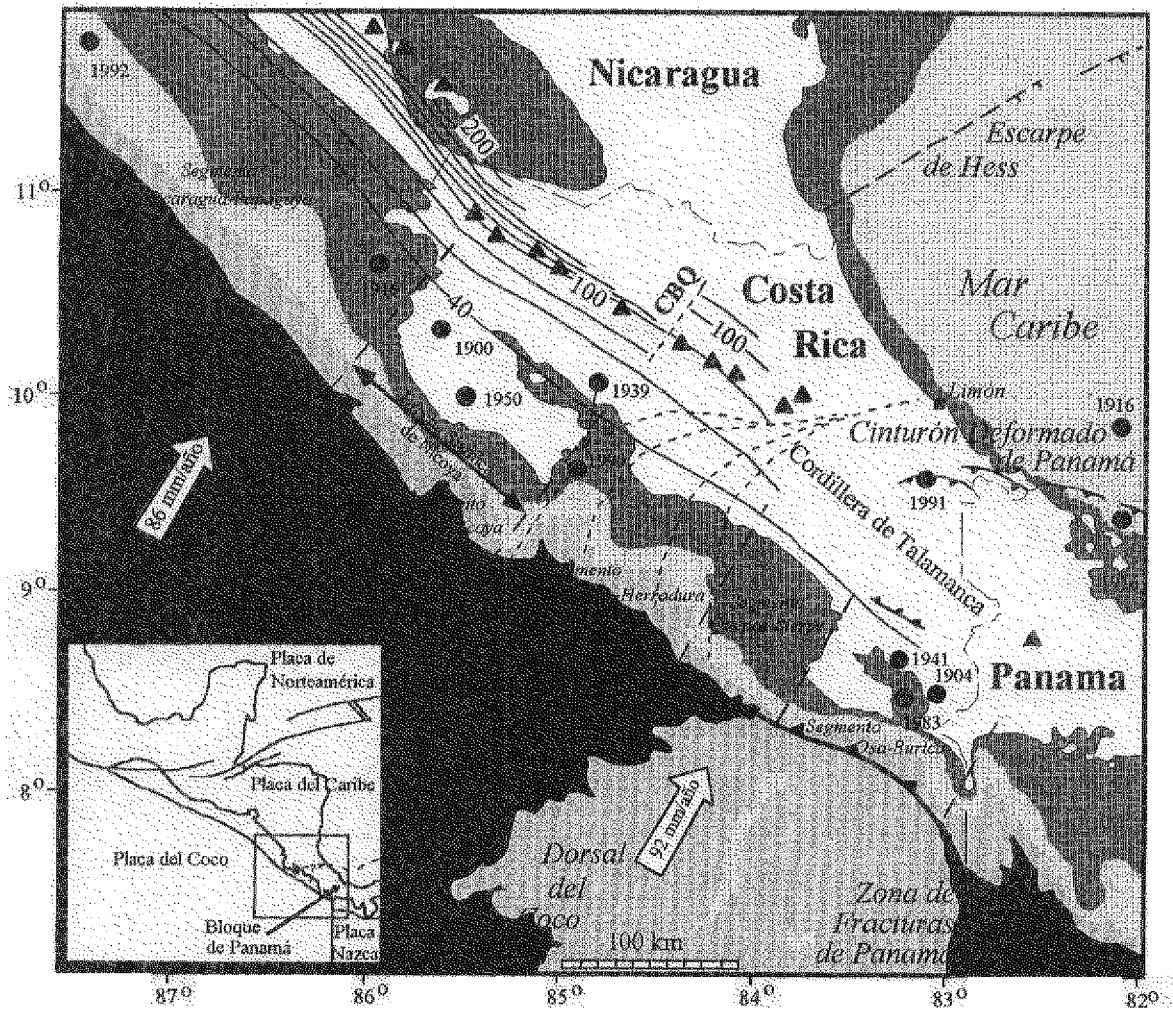 1992
Nicaragua
200
Escarpe
de Hess
11°
Segmento
100
CBQ
Costa
Rica
100
Mar
Caribe
40
1900
1950
1939
10°
Limón
1916
Cinturón Deformado
de Panamá
1991
Cordillera de Talamanca
86 mm/año
9°
Herradura
1941
1904
1983
Panama
Segmento
Osa-Burica
8°
92 mm/año
Dorsal
del
Coco
Zona de
Fracturas
de Panamá
100 km
Placa de
Norteamérica
Placa del Caribe
Placa del Coco
Bloque
de Panamá
Placa
Nazca
87°
86°
85°
84°
83°
82°